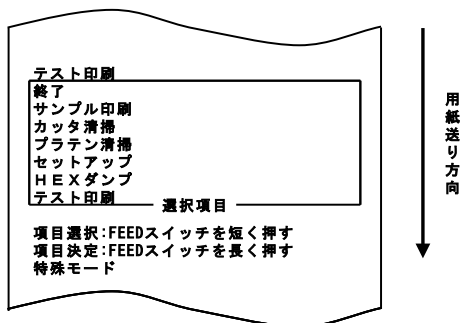 テスト印刷
終了
サンプル印刷
カッタ清掃
プラテン清掃
セットアップ
HEXダンプ
テスト印刷
選択項目
項目選択:FEEDスイッチを短く押す
項目決定:FEEDスイッチを長く押す
特殊モード
用紙送り方向